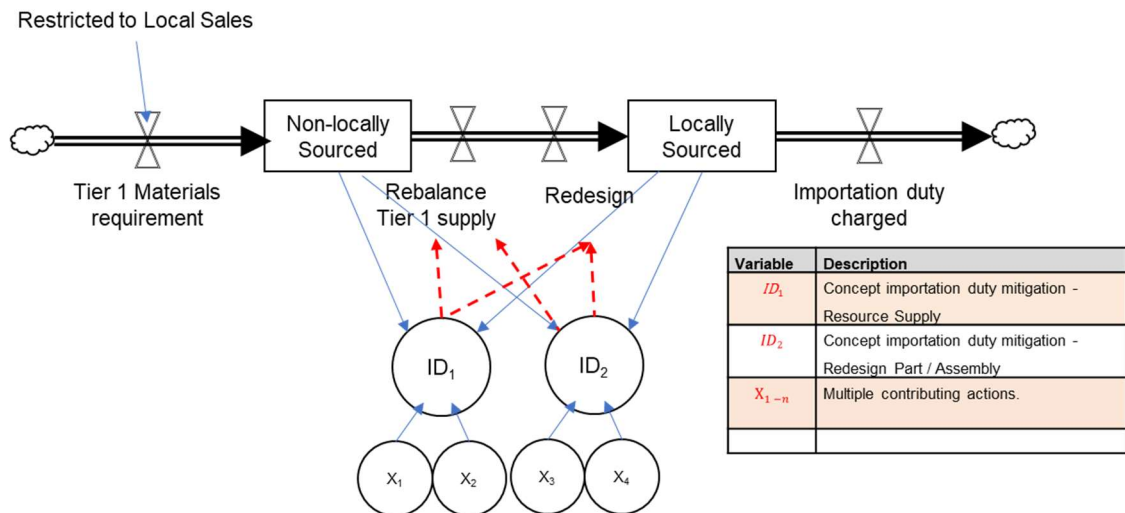 Restricted to Local Sales
Non-locally
Sourced
Locally
Sourced
Tier 1 Materials
requirement
Rebalance
Tier 1 supply
Redesign
Importation duty
charged
Variable Description
ID₁ Concept importation duty mitigation -
Resource Supply
ID₂ Concept importation duty mitigation -
Redesign Part / Assembly
X₁₋ₙ Multiple contributing actions.
ID₁
ID₂
X₁
X₂
X₃
X₄